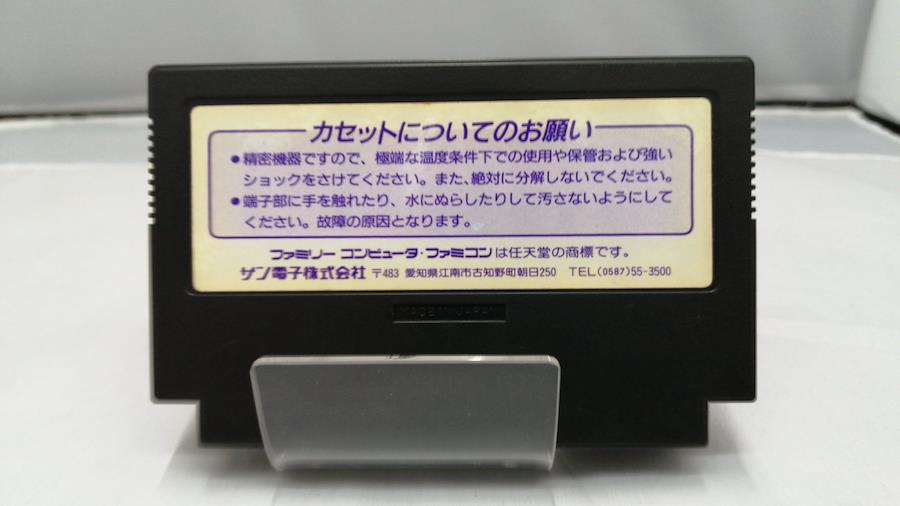 カセットについてのお願い
●精密機器ですので、極端な温度条件下での使用や保管および強い
ショックをさけてください。また、絶対に分解しないでください。
●端子部に手を触れたり、水にぬらしたりして汚さないようにして
ください。故障の原因となります。
ファミリー コンピュータ・ファミコンは任天堂の商標です。
サン電子株式会社 〒483 愛知県江南市古知野町朝日250 TEL(0587)55-3500
MADE IN JAPAN